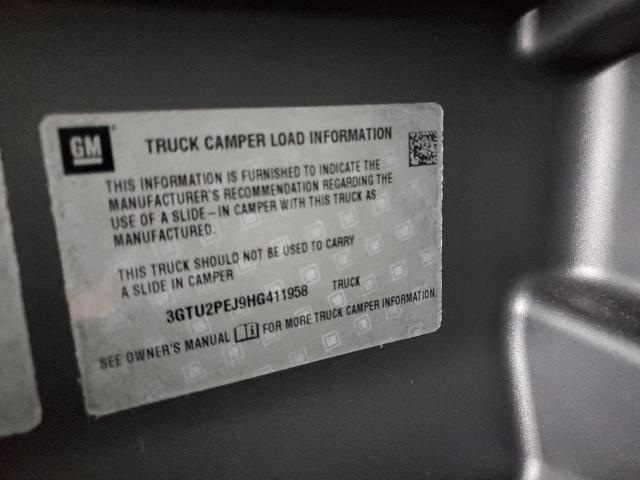 GM
TRUCK CAMPER LOAD INFORMATION
THIS INFORMATION IS FURNISHED TO INDICATE THE
MANUFACTURER'S RECOMMENDATION REGARDING THE
USE OF A SLIDE-IN CAMPER WITH THIS TRUCK AS
MANUFACTURED.
THIS TRUCK SHOULD NOT BE USED TO CARRY
A SLIDE IN CAMPER
3GTU2PEJ9HG411958 TRUCK
SEE OWNER'S MANUAL FOR MORE TRUCK CAMPER INFORMATION.